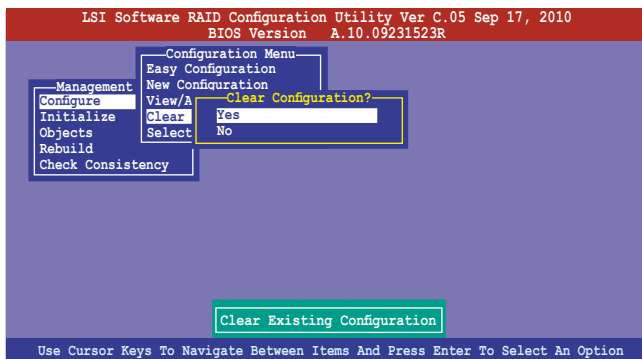 LSI Software RAID Configuration Utility Ver C.05 Sep 17, 2010
BIOS Version A.10.09231523R
Configuration Menu
Easy Configuration
New Configuration
View/A
Clear
Select
Management
Configure
Initialize
Objects
Rebuild
Check Consistency
Clear Configuration?
Yes
No
Clear Existing Configuration
Use Cursor Keys To Navigate Between Items And Press Enter To Select An Option